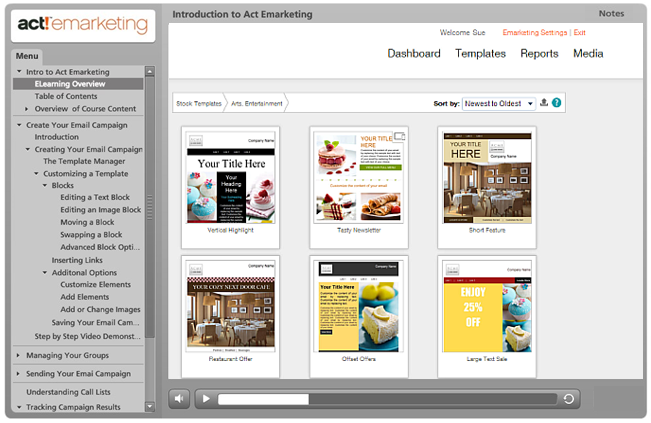 act! emarketing
Introduction to Act Emarketing
Notes
Menu
Intro to Act Emarketing
ELearning Overview
Table of Contents
Overview of Course Content
Create Your Email Campaign
Introduction
Creating Your Email Campaign
The Template Manager
Customizing a Template
Blocks
Editing a Text Block
Editing an Image Block
Moving a Block
Swapping a Block
Advanced Block Opti...
Inserting Links
Additonal Options
Customize Elements
Add Elements
Add or Change Images
Saving Your Email Cam...
Step by Step Video Demonst...
Managing Your Groups
Sending Your Emai Campaign
Understanding Call Lists
Tracking Campaign Results
Welcome Sue
Emarketing Settings | Exit
Dashboard Templates Reports Media
Stock Templates
Arts, Entertainment
Sort by: Newest to Oldest
Company Name
Your Title Here
Your
Heading
Here
Vertical Highlight
YOUR TITLE
HERE
Tasty Newsletter
Company Name
YOUR TITLE
HERE
Short Feature
Company Name
YOUR COZY NEXT DOOR CAFE
Restaurant Offer
Company Name
Your Title Here
Offset Offers
Company Name
ENJOY
25%
OFF
Large Text Sale